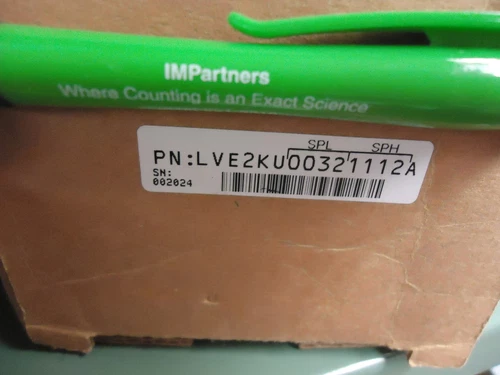 IMPartners
Where Counting is an Exact Science
SPL SPH
PN:LVE2KU00321112A
SN:
002024